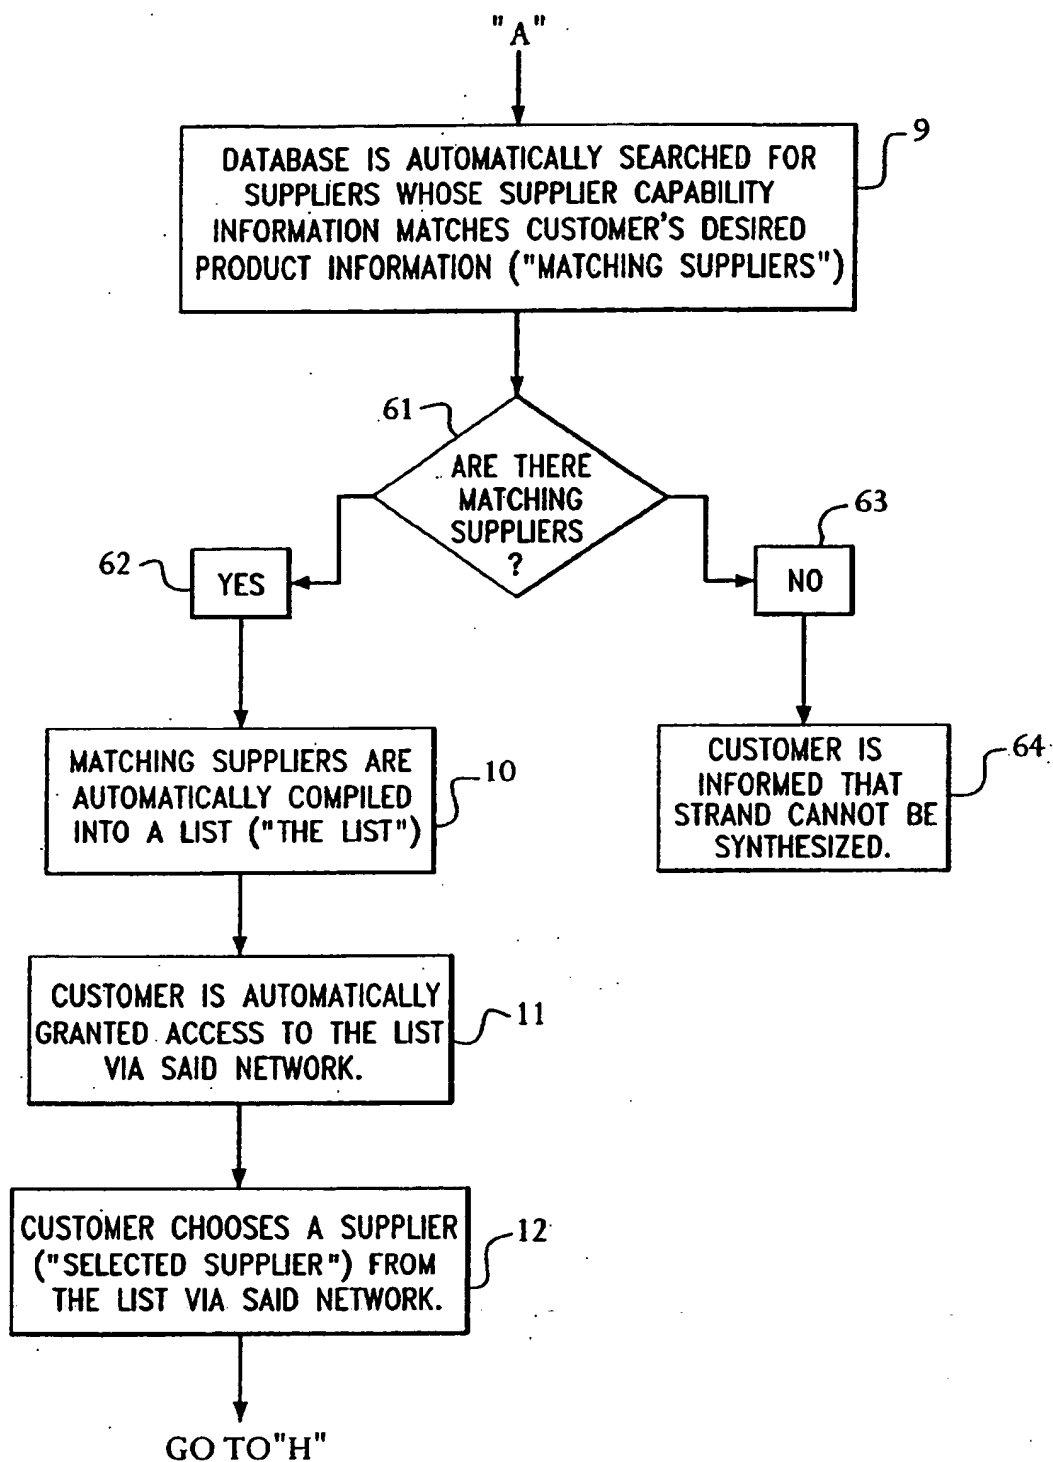 "A"
9
DATABASE IS AUTOMATICALLY SEARCHED FOR
SUPPLIERS WHOSE SUPPLIER CAPABILITY
INFORMATION MATCHES CUSTOMER'S DESIRED
PRODUCT INFORMATION ("MATCHING SUPPLIERS")
61
ARE THERE
MATCHING
SUPPLIERS
?
62
YES
63
NO
MATCHING SUPPLIERS ARE
AUTOMATICALLY COMPILED
INTO A LIST ("THE LIST")
10
CUSTOMER IS
INFORMED THAT
STRAND CANNOT BE
SYNTHESIZED.
64
CUSTOMER IS AUTOMATICALLY
GRANTED ACCESS TO THE LIST
VIA SAID NETWORK.
11
CUSTOMER CHOOSES A SUPPLIER
("SELECTED SUPPLIER") FROM
THE LIST VIA SAID NETWORK.
12
GO TO "H"